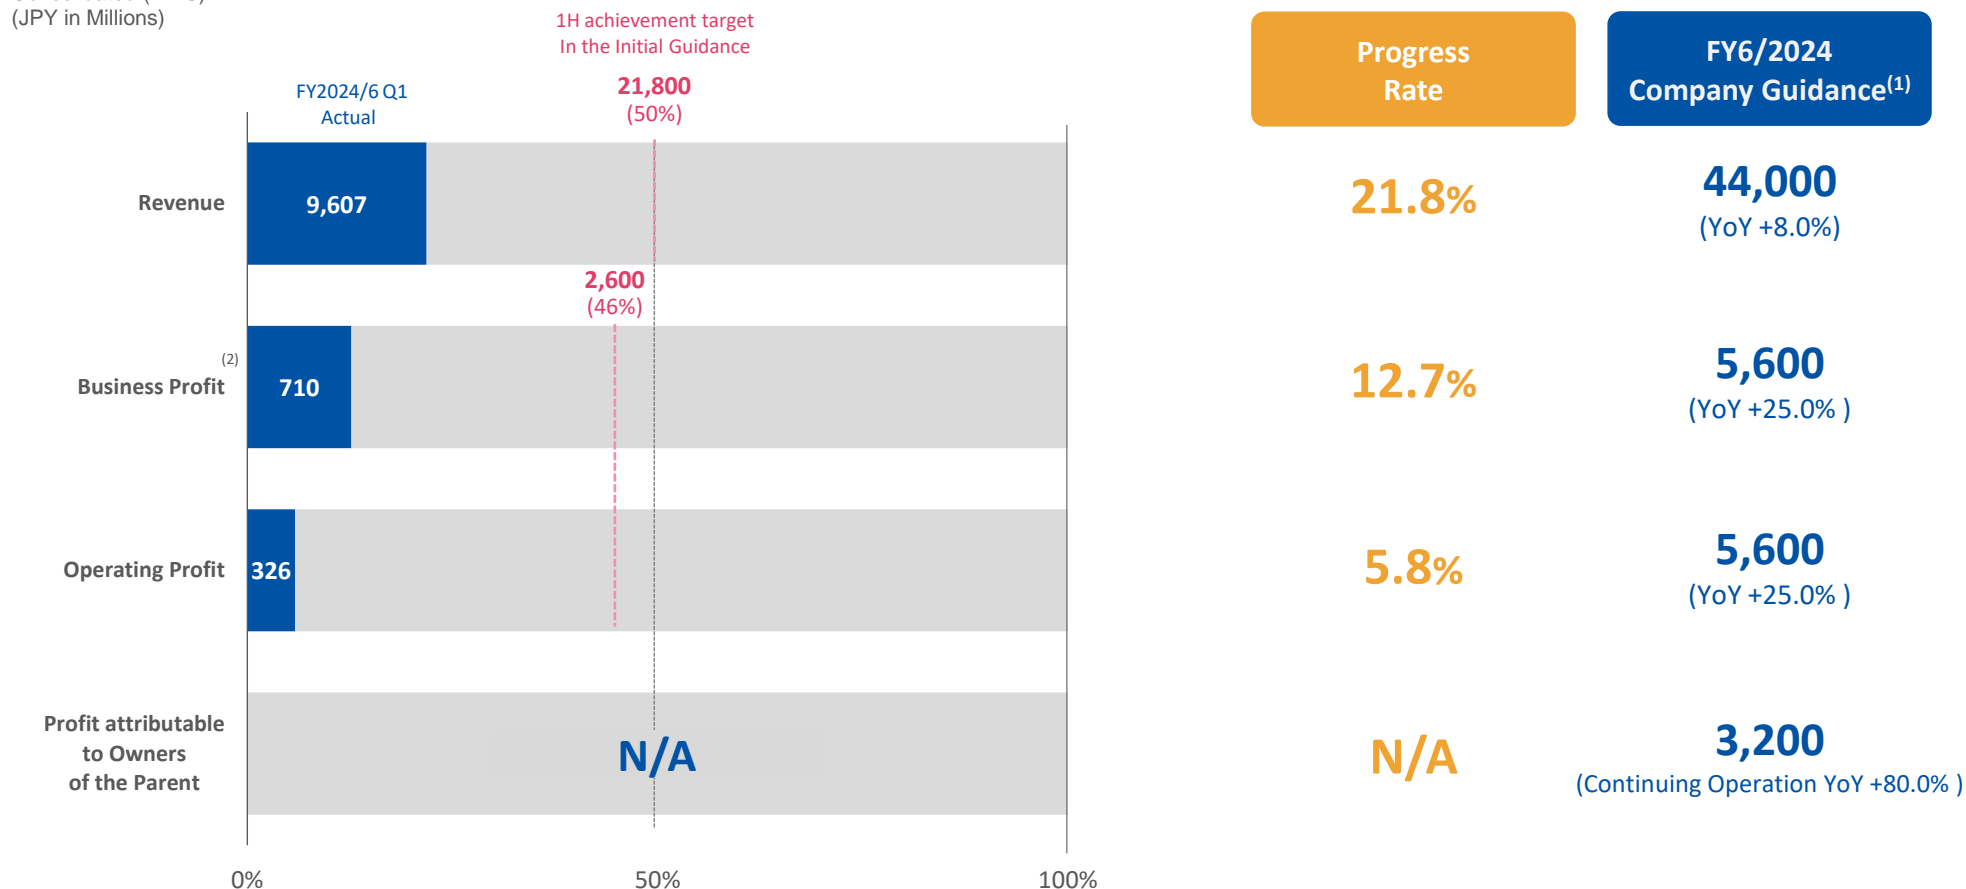 (JPY in Millions)
1H achievement target
In the Initial Guidance
21,800
(50%)
FY2024/6 Q1
Actual
Progress
Rate
FY6/2024
Company Guidance(1)
Revenue
9,607
21.8%
44,000
(YoY +8.0%)
2,600
(46%)
(2)
Business Profit
710
12.7%
5,600
(YoY +25.0% )
Operating Profit
326
5.8%
5,600
(YoY +25.0% )
Profit attributable
to Owners
of the Parent
N/A
N/A
3,200
(Continuing Operation YoY +80.0% )
0%
50%
100%